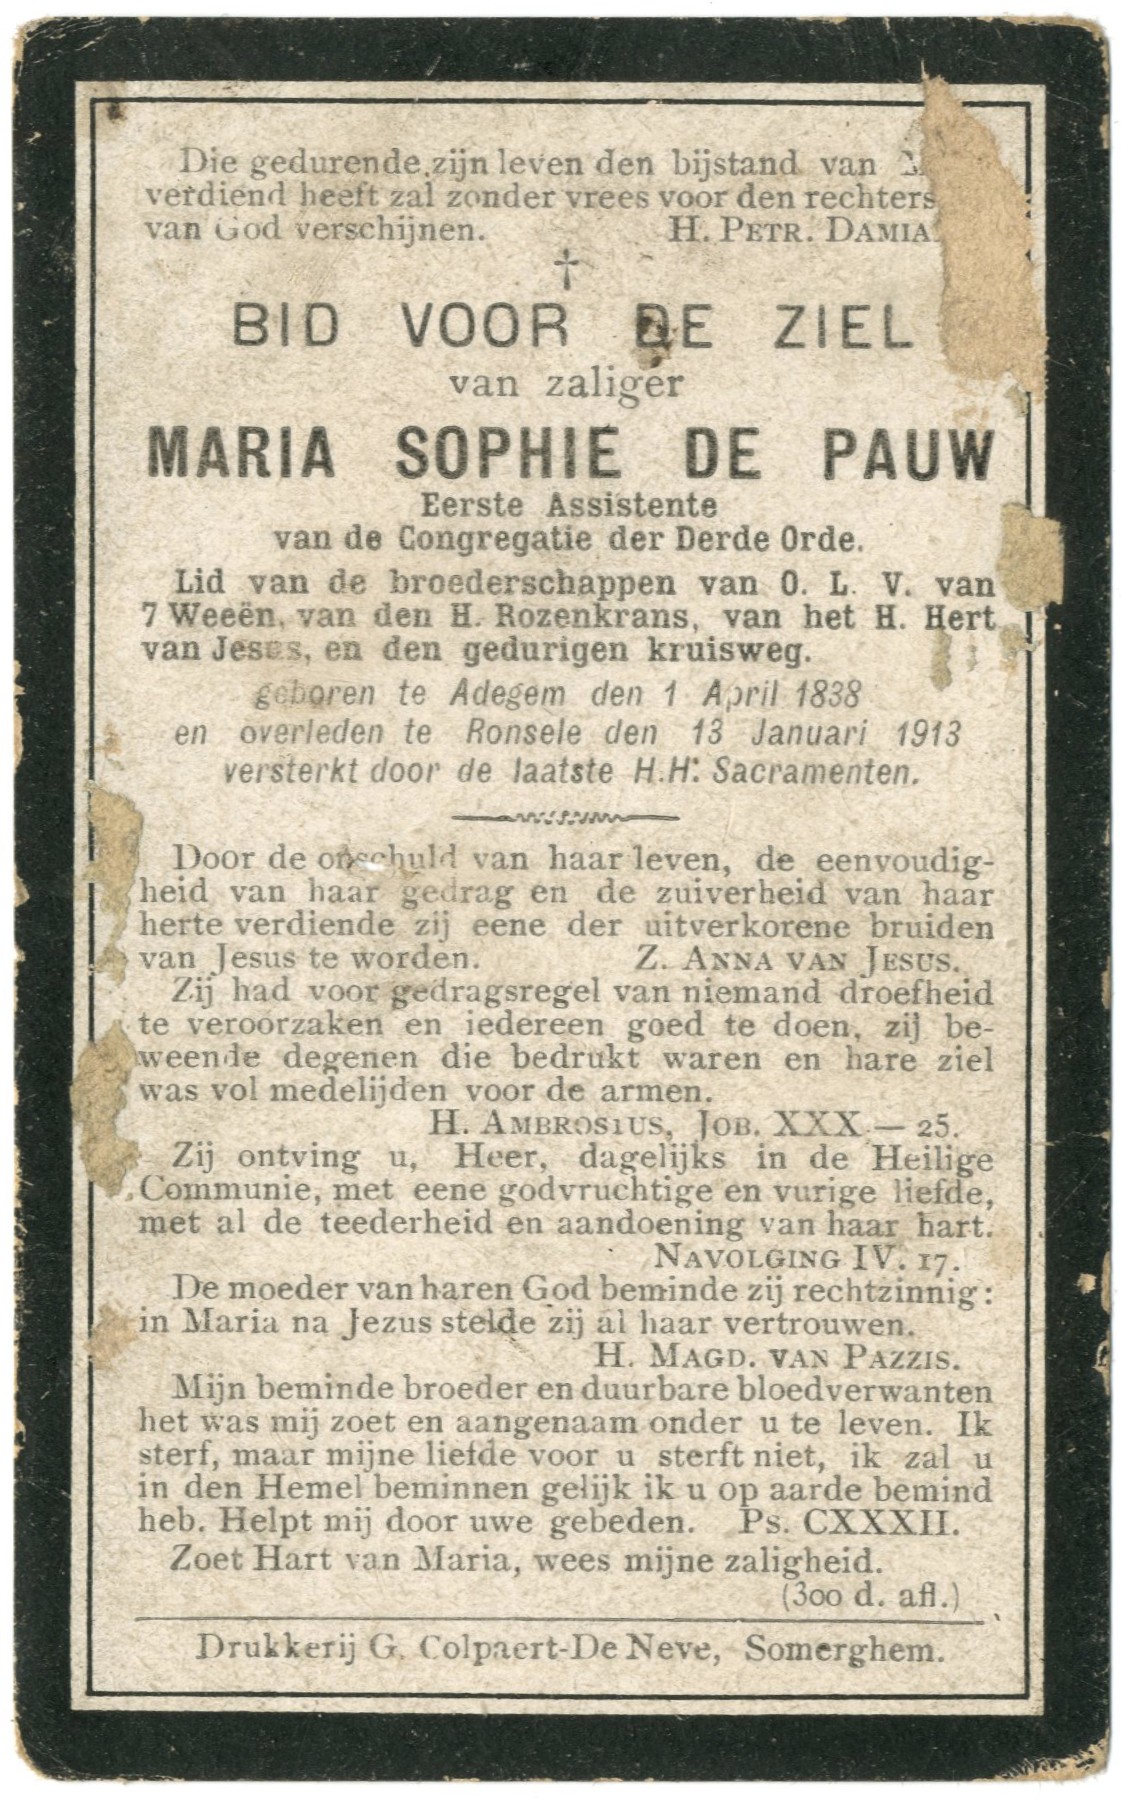 Die gedurende zijn leven den bijstand van
verdiend heeft zal zonder vrees voor den rechters
van God verschijnen. H. PETR. DAMIA
†
BID VOOR DE ZIEL
van zaliger
MARIA SOPHIE DE PAUW
Eerste Assistente
van de Congregatie der Derde Orde.
Lid van de broederschappen van O. L. V. van
7 Weeën, van den H. Rozenkrans, van het H. Hert
van Jesus, en den gedurigen kruisweg.
geboren te Adegem den 1 April 1838
en overleden te Ronsele den 13 Januari 1913
versterkt door de laatste H.H. Sacramenten.
Door de onschuld van haar leven, de eenvoudig-
heid van haar gedrag en de zuiverheid van haar
herte verdiende zij eene der uitverkorene bruiden
van Jesus te worden. Z. ANNA VAN JESUS.
Zij had voor gedragsregel van niemand droefheid
te veroorzaken en iedereen goed te doen, zij be-
weende degenen die bedrukt waren en hare ziel
was vol medelijden voor de armen.
H. AMBROSIUS, JOB. XXX — 25.
Zij ontving u, Heer, dagelijks in de Heilige
Communie, met eene godvruchtige en vurige liefde,
met al de teederheid en aandoening van haar hart.
NAVOLGING IV. 17.
De moeder van haren God beminde zij rechtzinnig:
in Maria na Jezus stelde zij al haar vertrouwen.
H. MAGD. VAN PAZZIS.
Mijn beminde broeder en duurbare bloedverwanten
het was mij zoet en aangenaam onder u te leven. Ik
sterf, maar mijne liefde voor u sterft niet, ik zal u
in den Hemel beminnen gelijk ik u op aarde bemind
heb. Helpt mij door uwe gebeden. Ps. CXXXII.
Zoet Hart van Maria, wees mijne zaligheid.
(300 d. afl.)
Drukkerij G. Colpaert-De Neve, Somerghem.